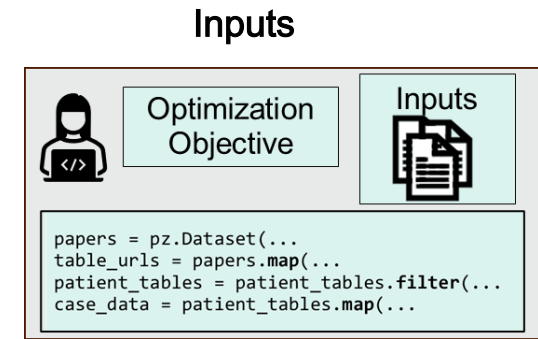 Inputs
Optimization
Objective
Inputs
</>
papers = pz.Dataset(...
table_urls = papers.map(...
patient_tables = patient_tables.filter(...
case_data = patient_tables.map(...